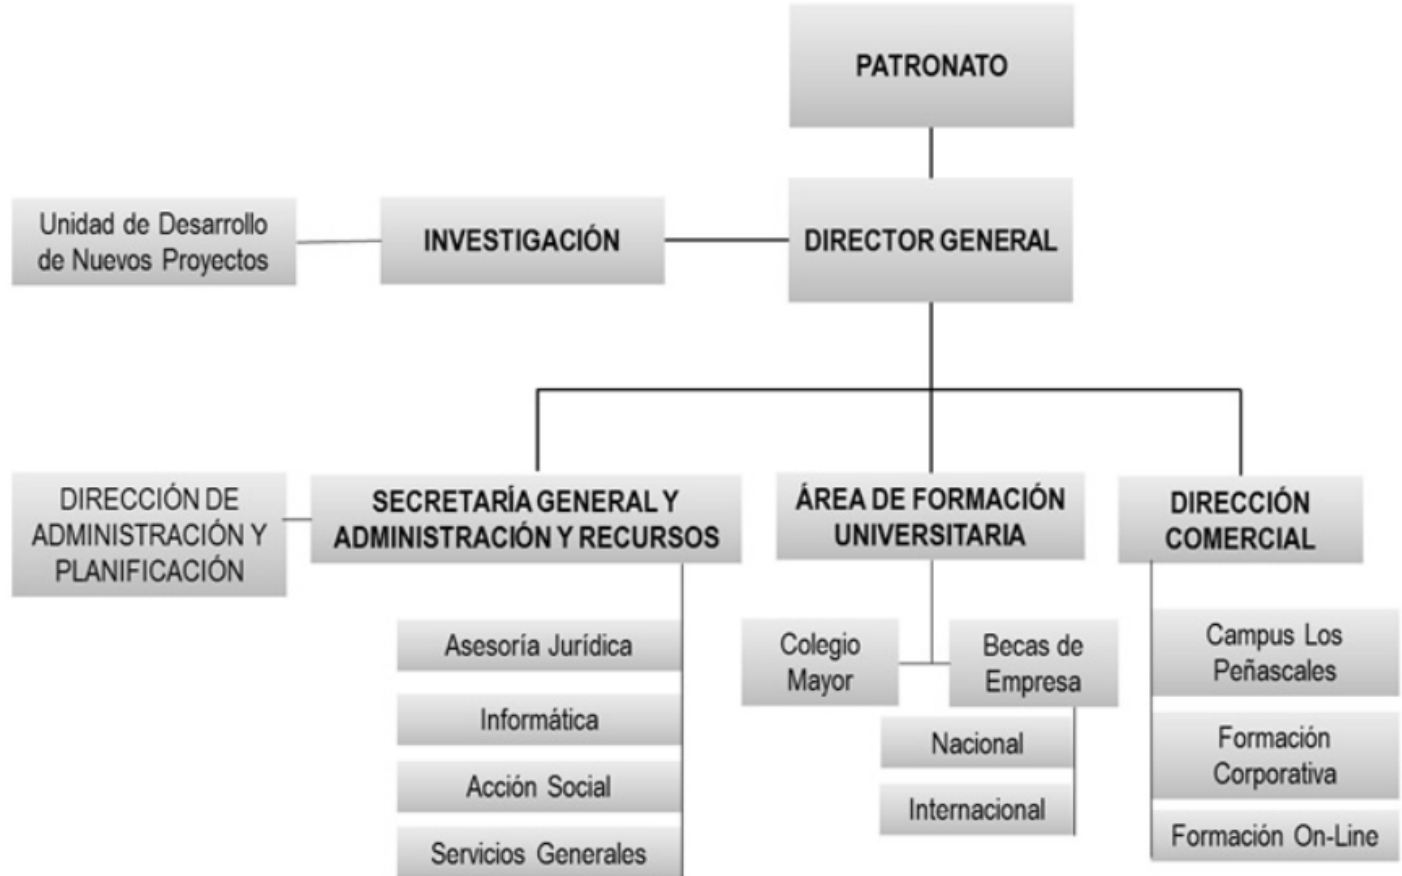 PATRONATO
Unidad de Desarrollo
de Nuevos Proyectos
INVESTIGACIÓN
DIRECTOR GENERAL
DIRECCIÓN DE
ADMINISTRACIÓN Y
PLANIFICACIÓN
SECRETARÍA GENERAL Y
ADMINISTRACIÓN Y RECURSOS
ÁREA DE FORMACIÓN
UNIVERSITARIA
DIRECCIÓN
COMERCIAL
Asesoría Jurídica
Informática
Acción Social
Servicios Generales
Colegio
Mayor
Becas de
Empresa
Nacional
Internacional
Campus Los
Peñascales
Formación
Corporativa
Formación On-Line